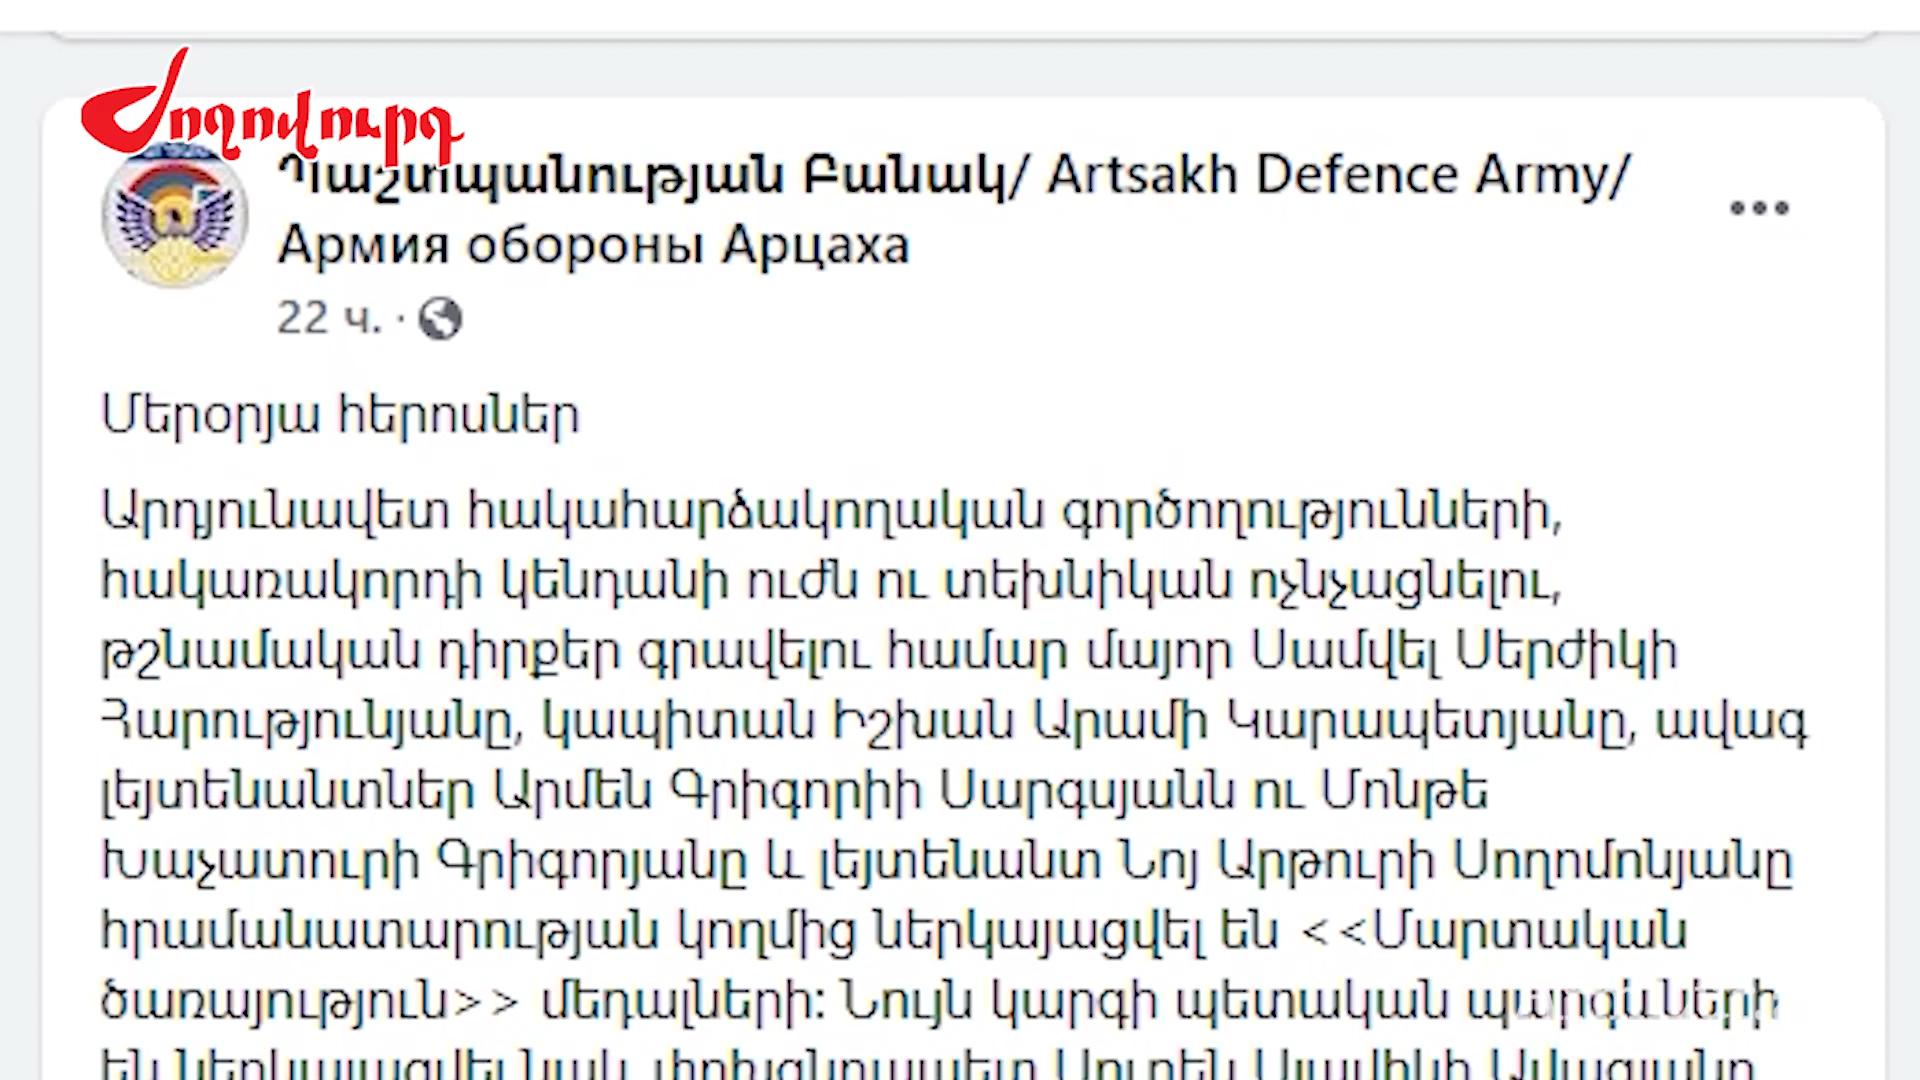 Ժողովուրդ
Պաշտպանության Բանակ/ Artsakh Defence Army/
Армия обороны Арцаха
22 ч. ·
Մերօրյա հերոսներ
Արդյունավետ հակահարձակողական գործողությունների,
հակառակորդի կենդանի ուժն ու տեխնիկան ոչնչացնելու,
թշնամական դիրքեր գրավելու համար մայոր Սամվել Սերժիկի
Հարությունյանը, կապիտան Իշխան Արամի Կարապետյանը, ավագ
լեյտենանտներ Արմեն Գրիգորիի Սարգսյանն ու Մոնթե
Խաչատուրի Գրիգորյանը և լեյտենանտ Նոյ Արթուրի Սողոմոնյանը
հրամանատարության կողմից ներկայացվել են <<Մարտական
ծառայություն>> մեդալների: Նույն կարգի պետական պարգևների
են ներկայացվել նաև